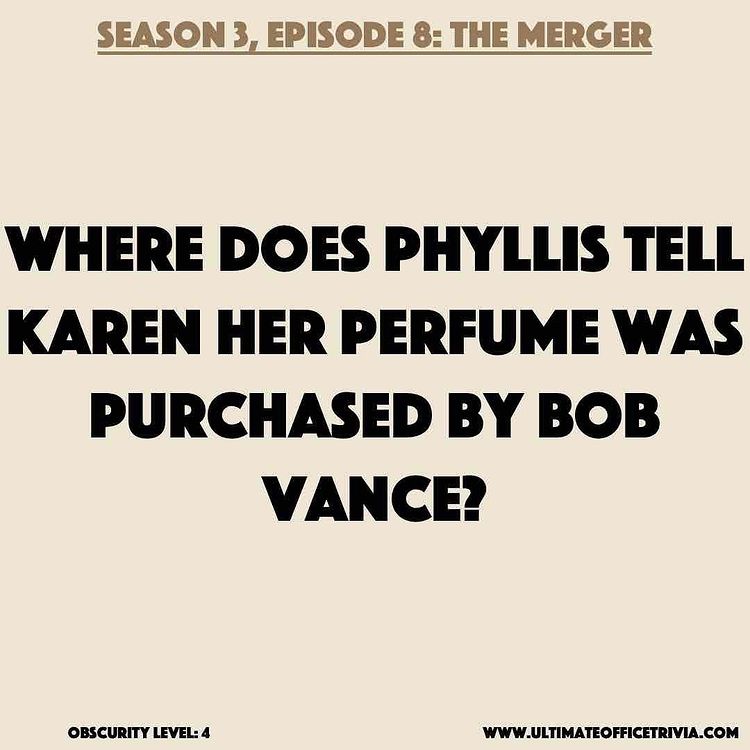 SEASON 3, EPISODE 8: THE MERGER
WHERE DOES PHYLLIS TELL
KAREN HER PERFUME WAS
PURCHASED BY BOB
VANCE?
OBSCURITY LEVEL: 4
WWW.ULTIMATEOFFICETRIVIA.COM